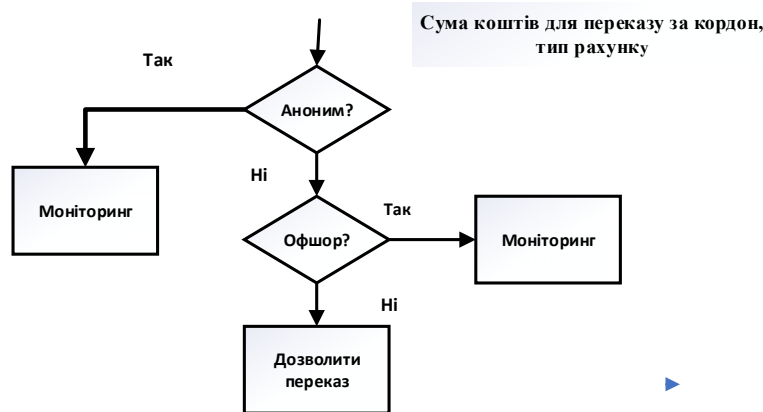 Сума коштів для переказу за кордон,
тип рахунку
Так
Аноним?
Ні
Моніторинг
Так
Офшор?
Моніторинг
Ні
Дозволити
переказ